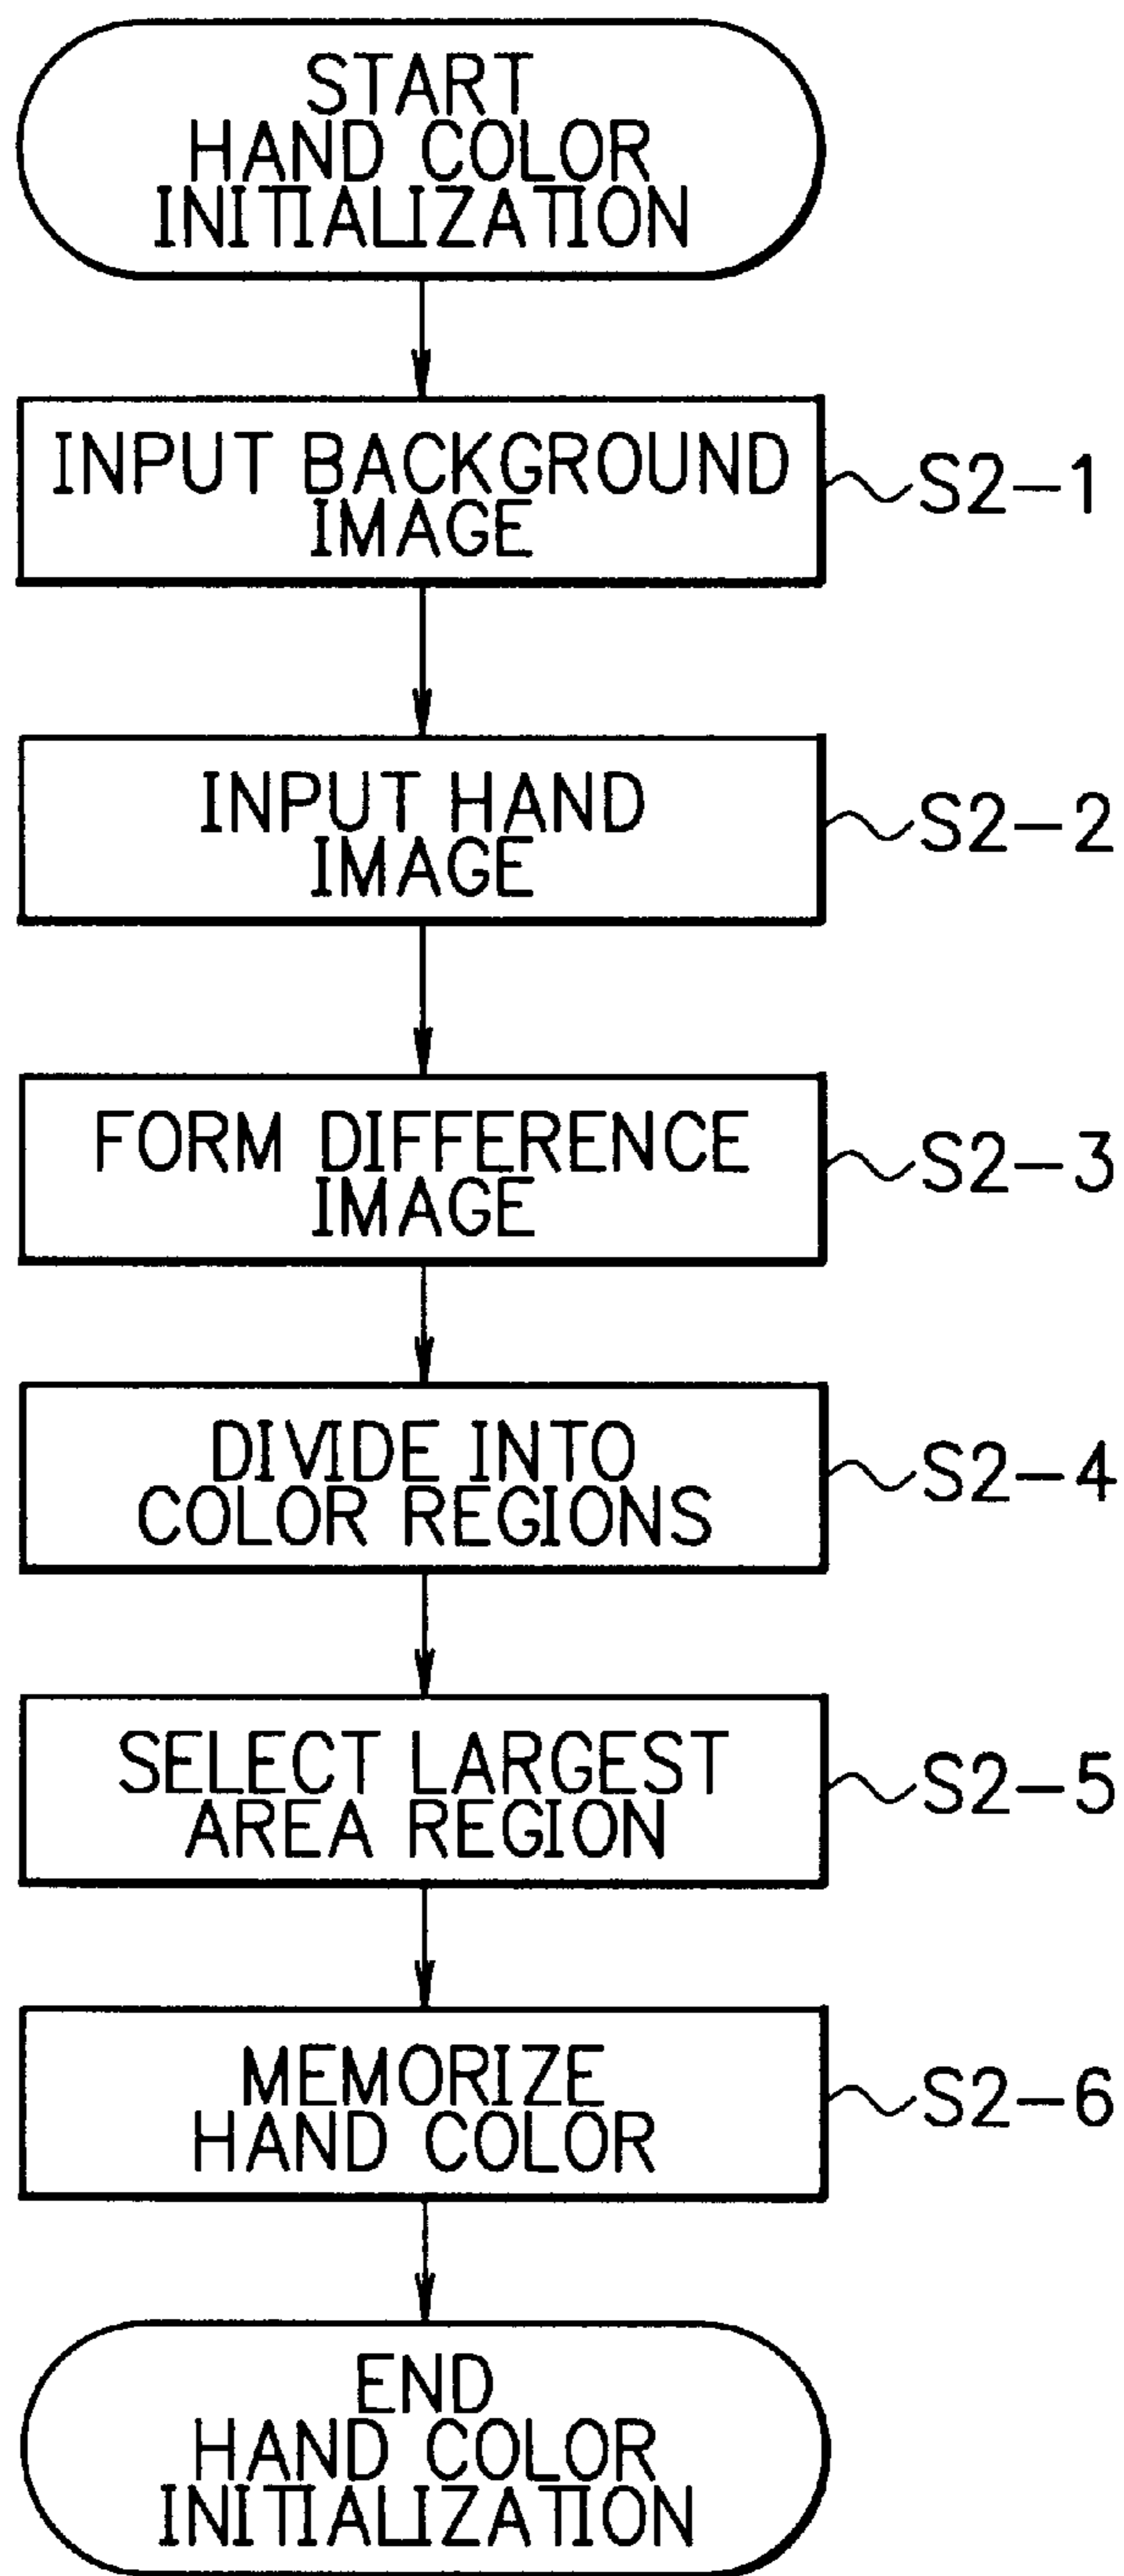 START
HAND COLOR
INITIALIZATION
INPUT BACKGROUND
IMAGE
S2-1
INPUT HAND
IMAGE
S2-2
FORM DIFFERENCE
IMAGE
S2-3
DIVIDE INTO
COLOR REGIONS
S2-4
SELECT LARGEST
AREA REGION
S2-5
MEMORIZE
HAND COLOR
S2-6
END
HAND COLOR
INITIALIZATION